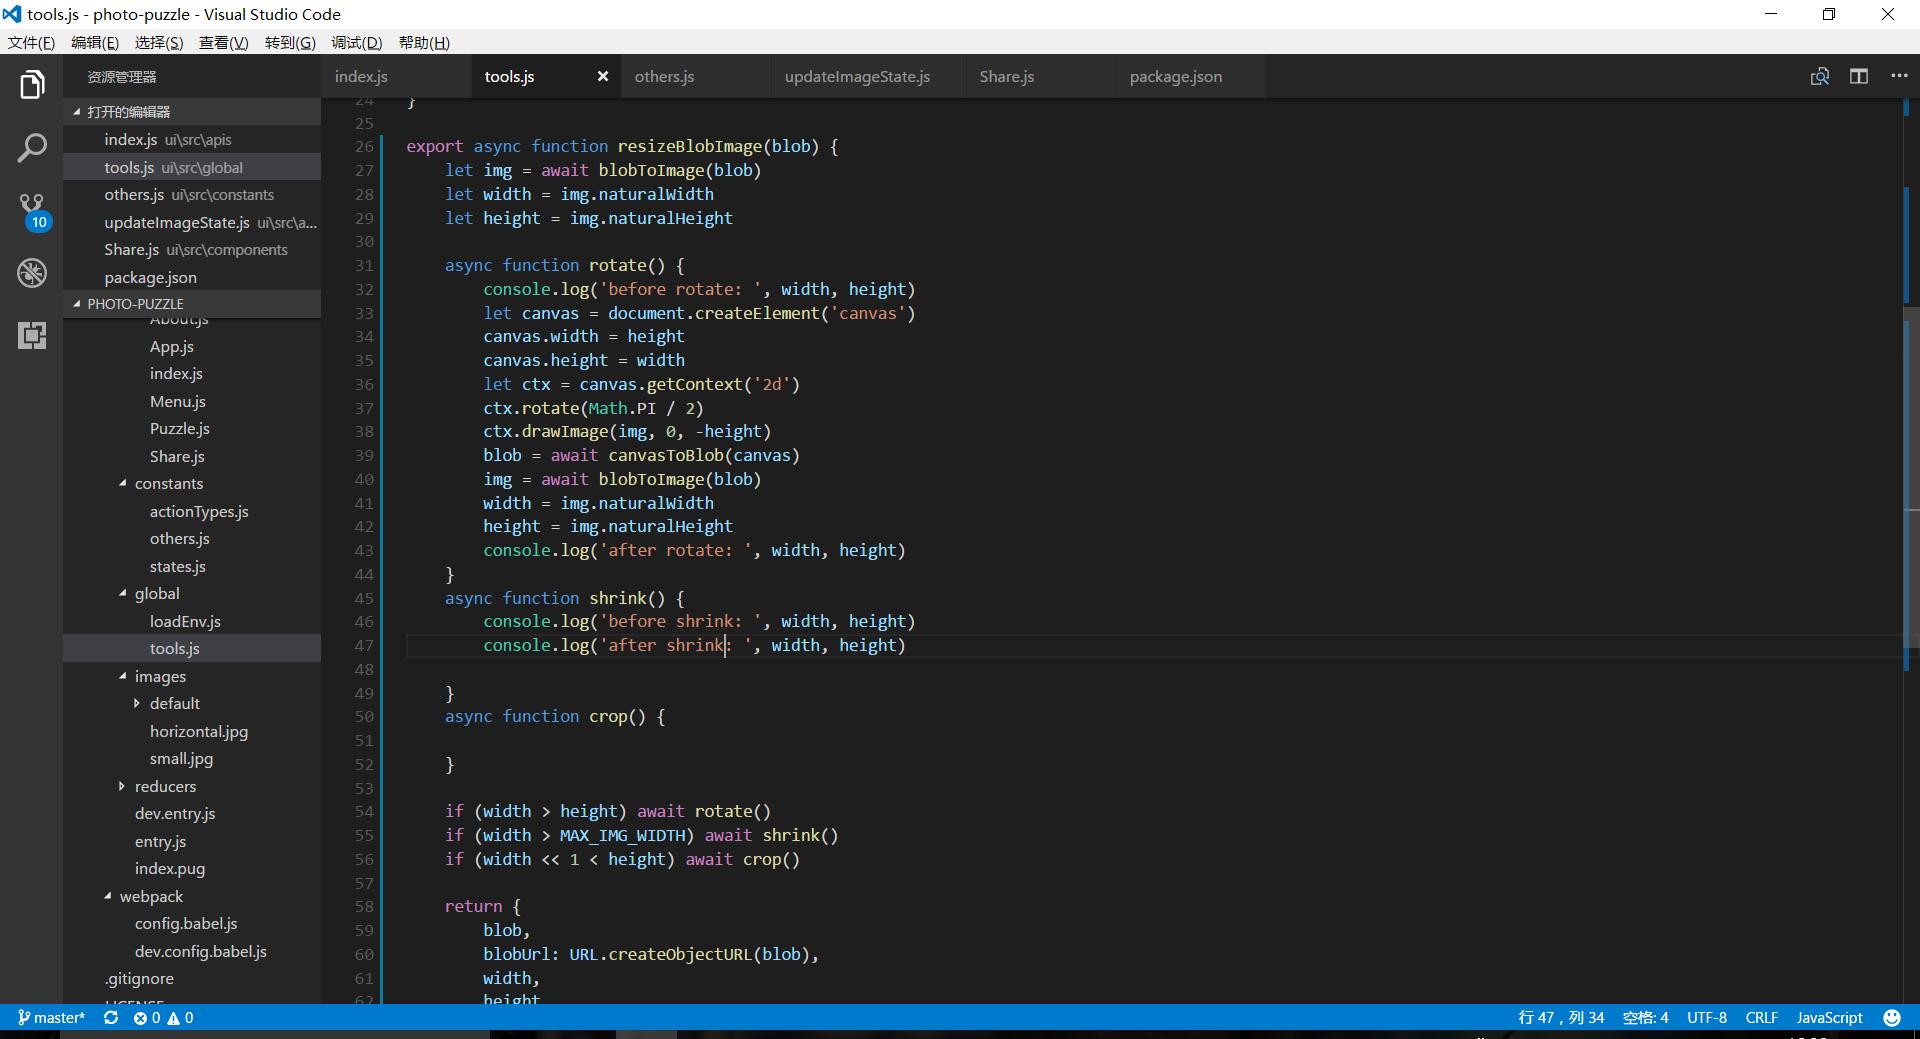 tools.js - photo-puzzle - Visual Studio Code
文件(F) 编辑(E) 选择(S) 查看(V) 转到(G) 调试(D) 帮助(H)
资源管理器
index.js tools.js others.js updateImageState.js Share.js package.json
打开的编辑器
index.js ui\src\apis
tools.js ui\src\global
others.js ui\src\constants
updateImageState.js ui\src\a...
Share.js ui\src\components
package.json
10
PHOTO-PUZZLE
About.js
App.js
index.js
Menu.js
Puzzle.js
Share.js
constants
actionTypes.js
others.js
states.js
global
loadEnv.js
tools.js
images
default
horizontal.jpg
small.jpg
reducers
dev.entry.js
entry.js
index.pug
webpack
config.babel.js
dev.config.babel.js
.gitignore
LICENSE
24 }
25
26 export async function resizeBlobImage(blob) {
27 let img = await blobToImage(blob)
28 let width = img.naturalWidth
29 let height = img.naturalHeight
30
31 async function rotate() {
32 console.log('before rotate: ', width, height)
33 let canvas = document.createElement('canvas')
34 canvas.width = height
35 canvas.height = width
36 let ctx = canvas.getContext('2d')
37 ctx.rotate(Math.PI / 2)
38 ctx.drawImage(img, 0, -height)
39 blob = await canvasToBlob(canvas)
40 img = await blobToImage(blob)
41 width = img.naturalWidth
42 height = img.naturalHeight
43 console.log('after rotate: ', width, height)
44 }
45 async function shrink() {
46 console.log('before shrink: ', width, height)
47 console.log('after shrink: ', width, height)
48
49 }
50 async function crop() {
51
52 }
53
54 if (width > height) await rotate()
55 if (width > MAX_IMG_WIDTH) await shrink()
56 if (width << 1 < height) await crop()
57
58 return {
59 blob,
60 blobUrl: URL.createObjectURL(blob),
61 width,
62 height
master* 0 0 行 47，列 34 空格: 4 UTF-8 CRLF JavaScript